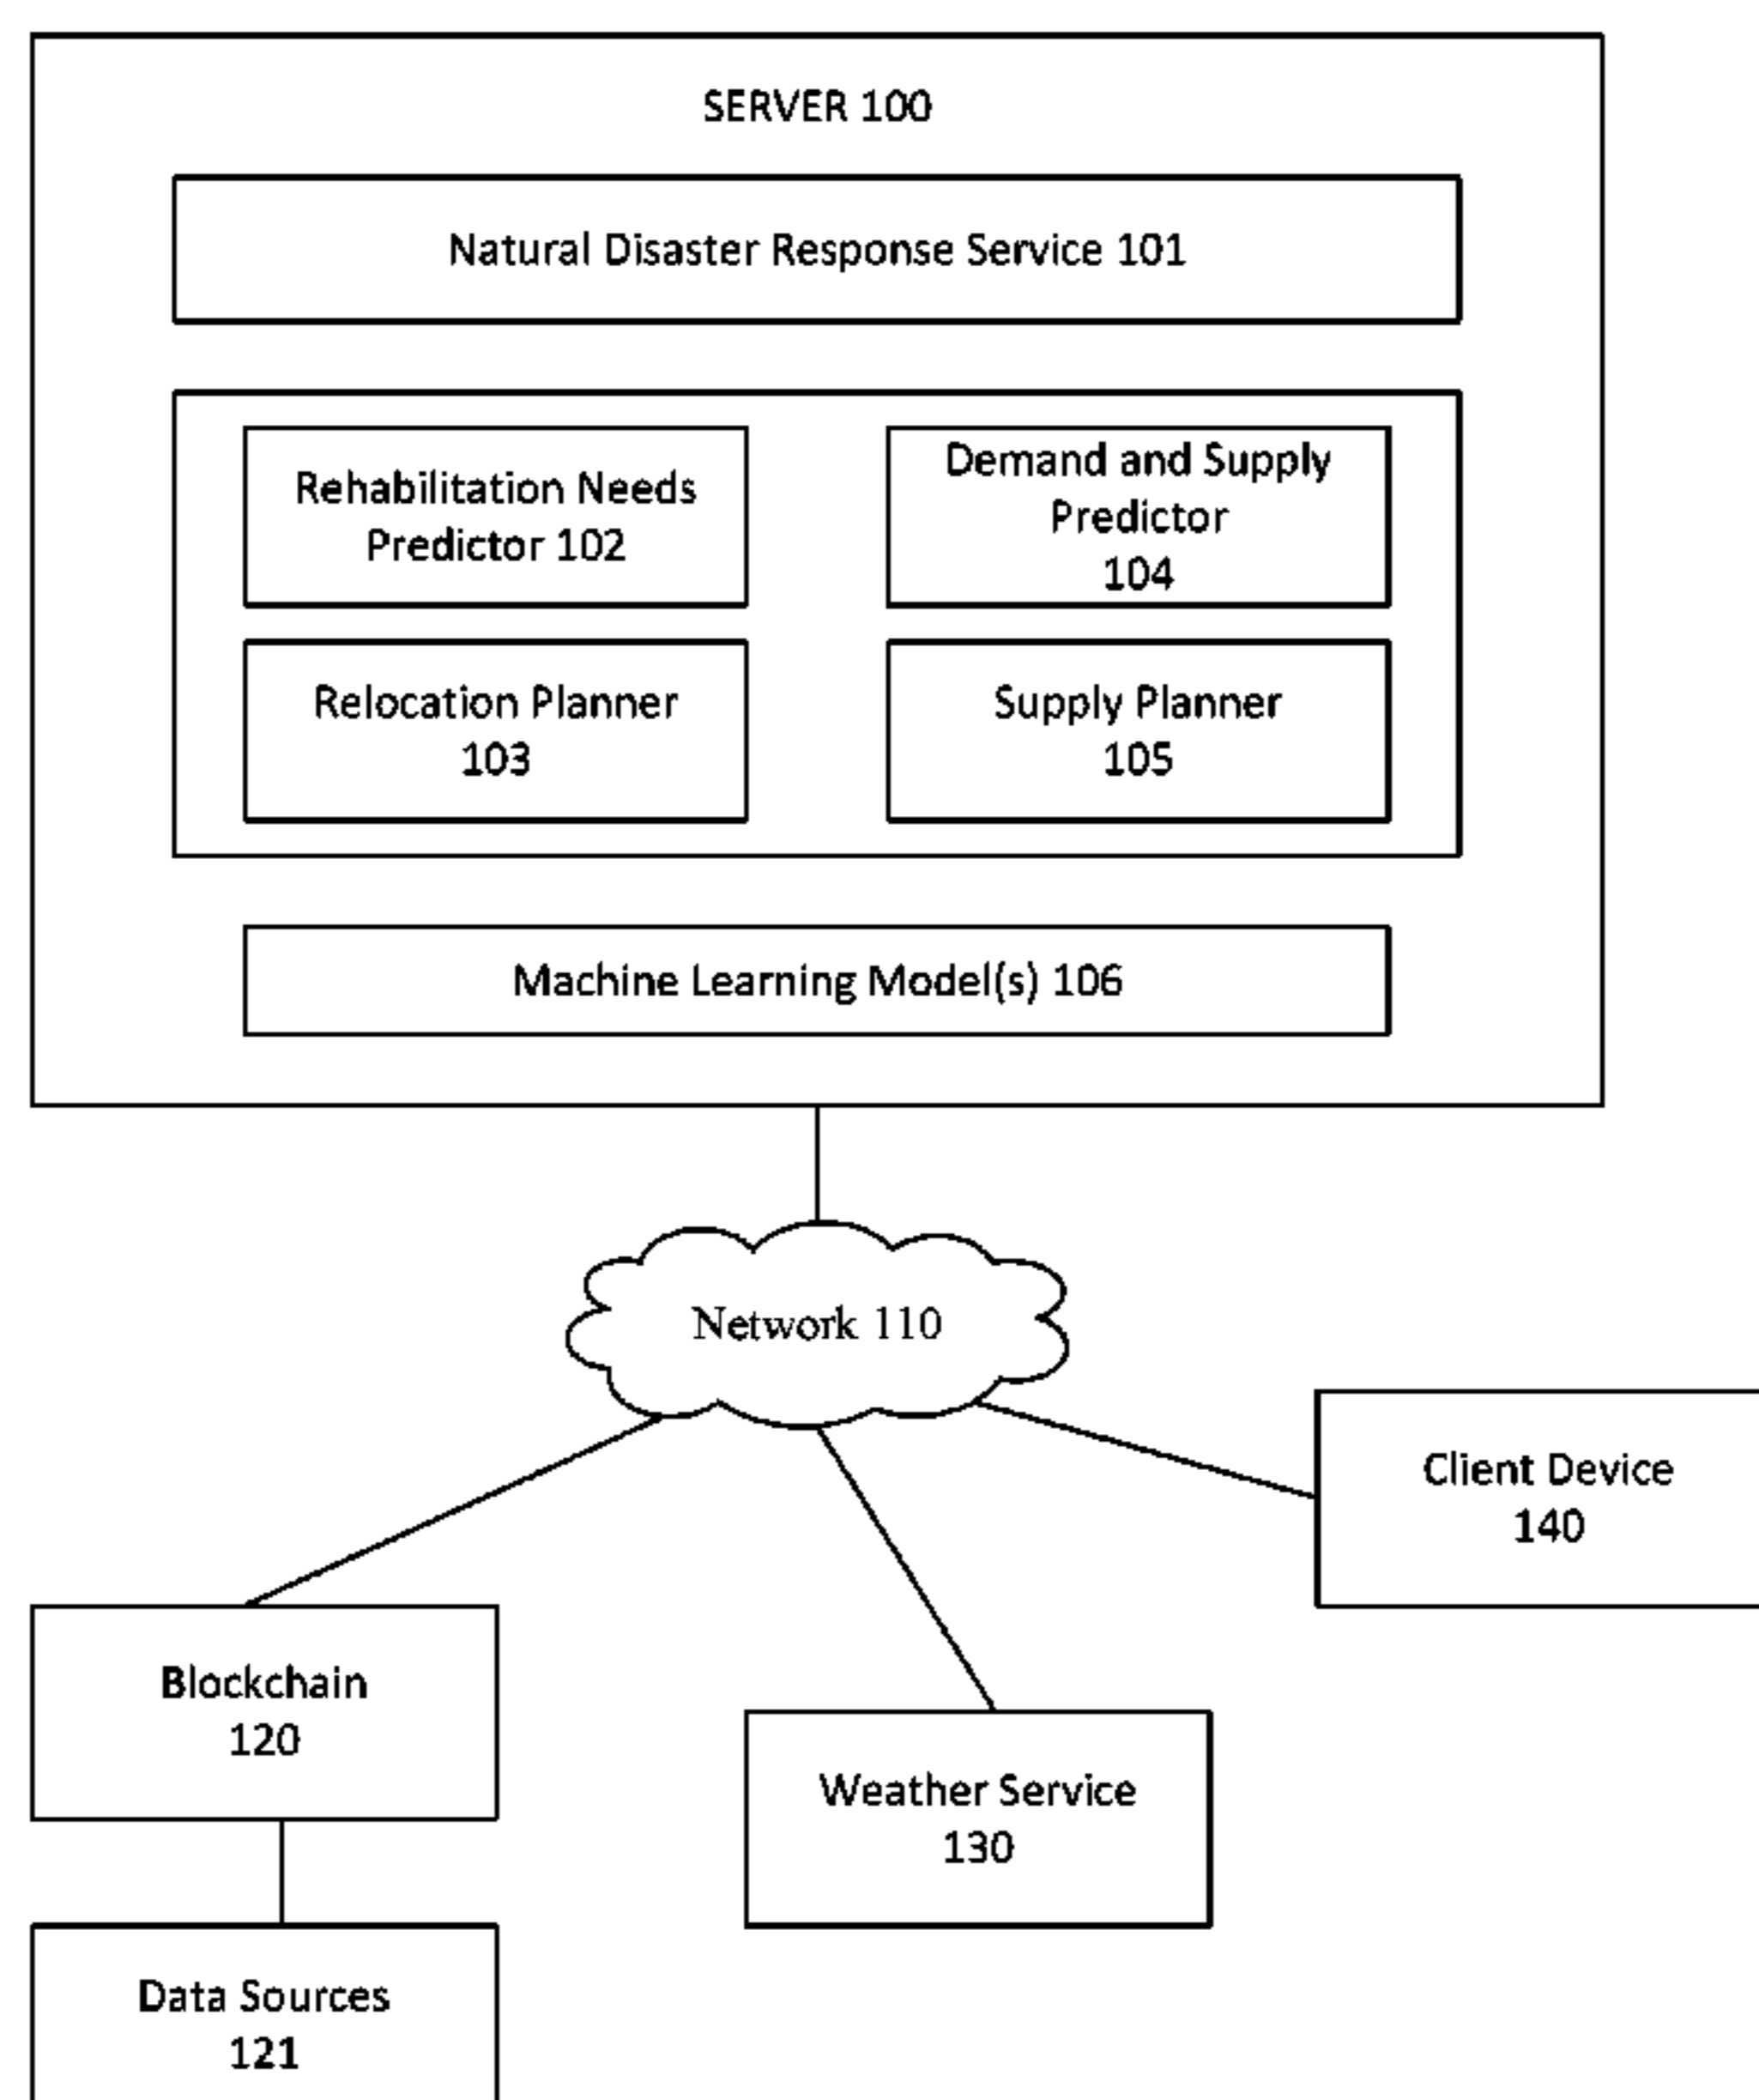 SERVER 100
Natural Disaster Response Service 101
Rehabilitation Needs
Predictor 102
Demand and Supply
Predictor
104
Relocation Planner
103
Supply Planner
105
Machine Learning Model(s) 106
Network 110
Client Device
140
Blockchain
120
Weather Service
130
Data Sources
121